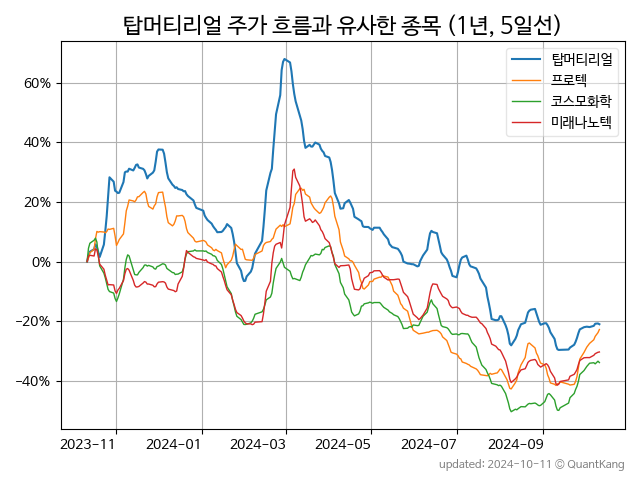 탑머티리얼 주가 흐름과 유사한 종목 (1년, 5일선)
탑머티리얼
프로텍
코스모화학
미래나노텍
60%
40%
20%
0%
−20%
−40%
2023-11
2024-01
2024-03
2024-05
2024-07
2024-09
updated: 2024-10-11 © QuantKang